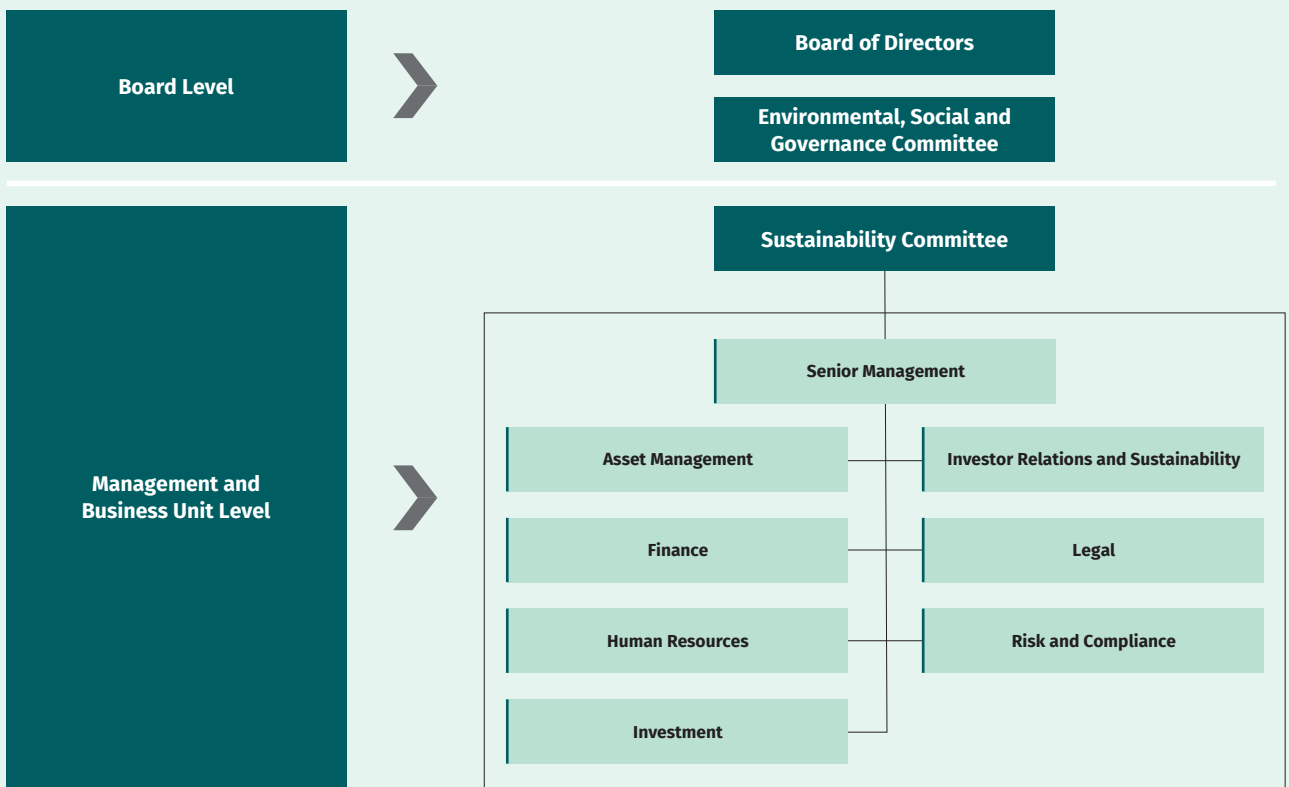 Board Level
Board of Directors
Environmental, Social and
Governance Committee
Management and
Business Unit Level
Sustainability Committee
Senior Management
Asset Management
Investor Relations and Sustainability
Finance
Legal
Human Resources
Risk and Compliance
Investment